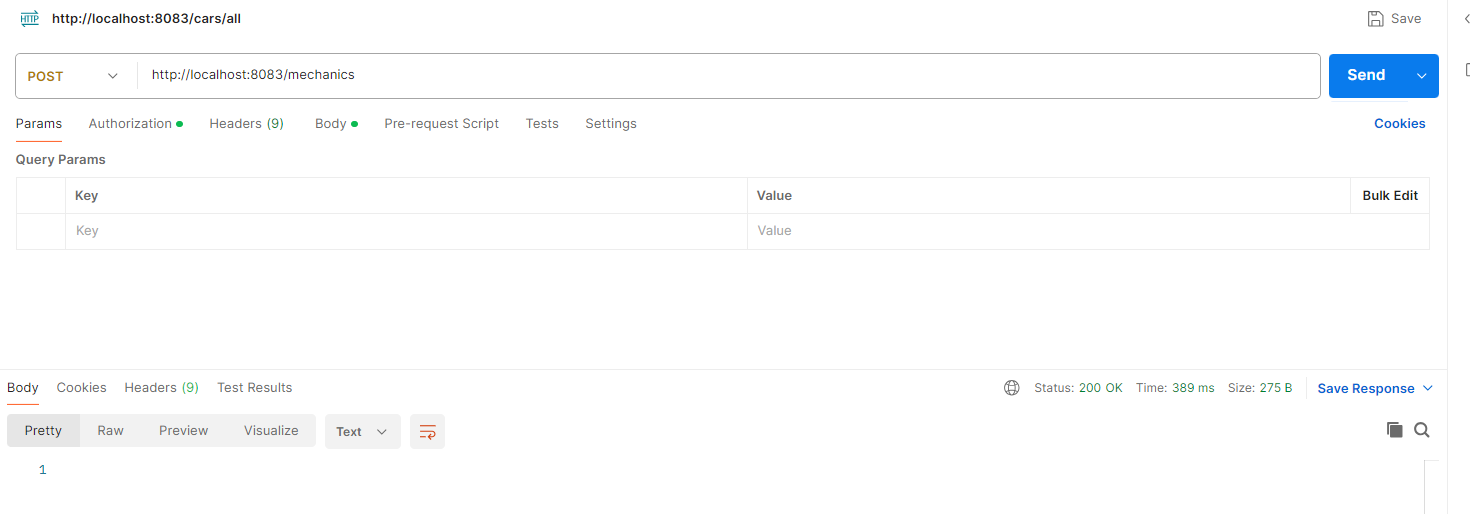 HTTP http://localhost:8083/cars/all Save
POST http://localhost:8083/mechanics Send
Params Authorization Headers (9) Body Pre-request Script Tests Settings Cookies
Query Params
Key Value Bulk Edit
Key Value
Body Cookies Headers (9) Test Results Status: 200 OK Time: 389 ms Size: 275 B Save Response
Pretty Raw Preview Visualize Text
1